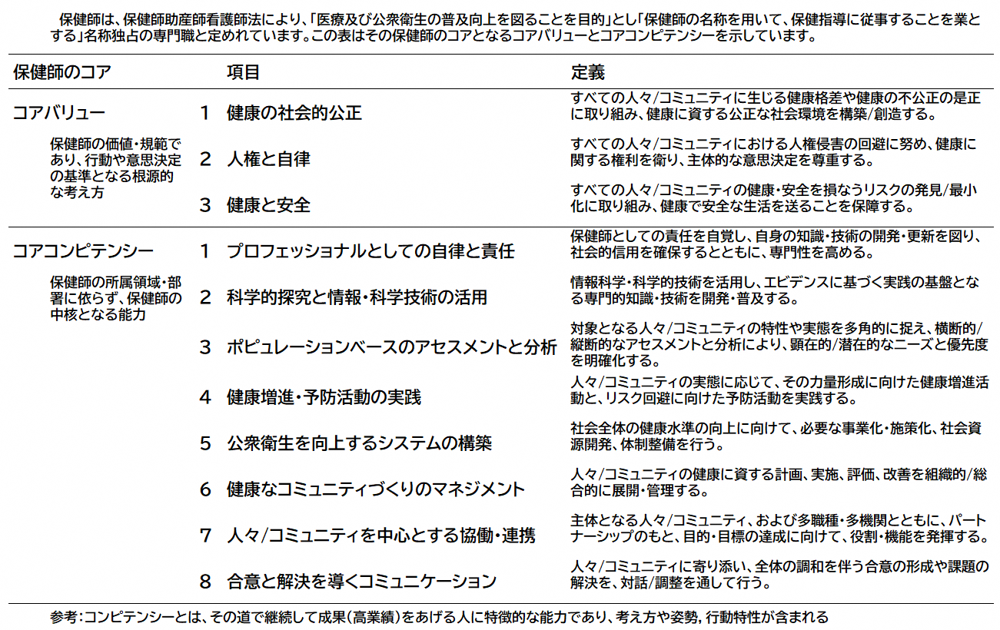 保健師は、保健師助産師看護師法により、「医療及び公衆衛生の普及向上を図ることを目的」とし「保健師の名称を用いて、保健指導に従事することを業と
する」名称独占の専門職と定めれています。この表はその保健師のコアとなるコアバリューとコアコンピテンシーを示しています。
保健師のコア 項目 定義
コアバリュー
保健師の価値・規範で
あり、行動や意思決定
の基準となる根源的
な考え方
1 健康の社会的公正
すべての人々/コミュニティに生じる健康格差や健康の不公正の是正
に取り組み、健康に資する公正な社会環境を構築/創造する。
2 人権と自律
すべての人々/コミュニティにおける人権侵害の回避に努め、健康に
関する権利を衛り、主体的な意思決定を尊重する。
3 健康と安全
すべての人々/コミュニティの健康・安全を損なうリスクの発見/最小
化に取り組み、健康で安全な生活を送ることを保障する。
コアコンピテンシー
保健師の所属領域・部
署に依らず、保健師の
中核となる能力
1 プロフェッショナルとしての自律と責任
保健師としての責任を自覚し、自身の知識・技術の開発・更新を図り、
社会的信用を確保するとともに、専門性を高める。
2 科学的探究と情報・科学技術の活用
情報科学・科学的技術を活用し、エビデンスに基づく実践の基盤とな
る専門的知識・技術を開発・普及する。
3 ポピュレーションベースのアセスメントと分析
対象となる人々/コミュニティの特性や実態を多角的に捉え、横断的/
縦断的なアセスメントと分析により、顕在的/潜在的なニーズと優先度
を明確化する。
4 健康増進・予防活動の実践
人々/コミュニティの実態に応じて、その力量形成に向けた健康増進活
動と、リスク回避に向けた予防活動を実践する。
5 公衆衛生を向上するシステムの構築
社会全体の健康水準の向上に向けて、必要な事業化・施策化、社会資
源開発、体制整備を行う。
6 健康なコミュニティづくりのマネジメント
人々/コミュニティの健康に資する計画、実施、評価、改善を組織的/総
合的に展開・管理する。
7 人々/コミュニティを中心とする協働・連携
主体となる人々/コミュニティ、および多職種・多機関とともに、パート
ナーシップのもと、目的・目標の達成に向けて、役割・機能を発揮する。
8 合意と解決を導くコミュニケーション
人々/コミュニティに寄り添い、全体の調和を伴う合意の形成や課題の
解決を、対話/調整を通して行う。
参考:コンピテンシーとは、その道で継続して成果(高業績)をあげる人に特徴的な能力であり、考え方や姿勢,行動特性が含まれる